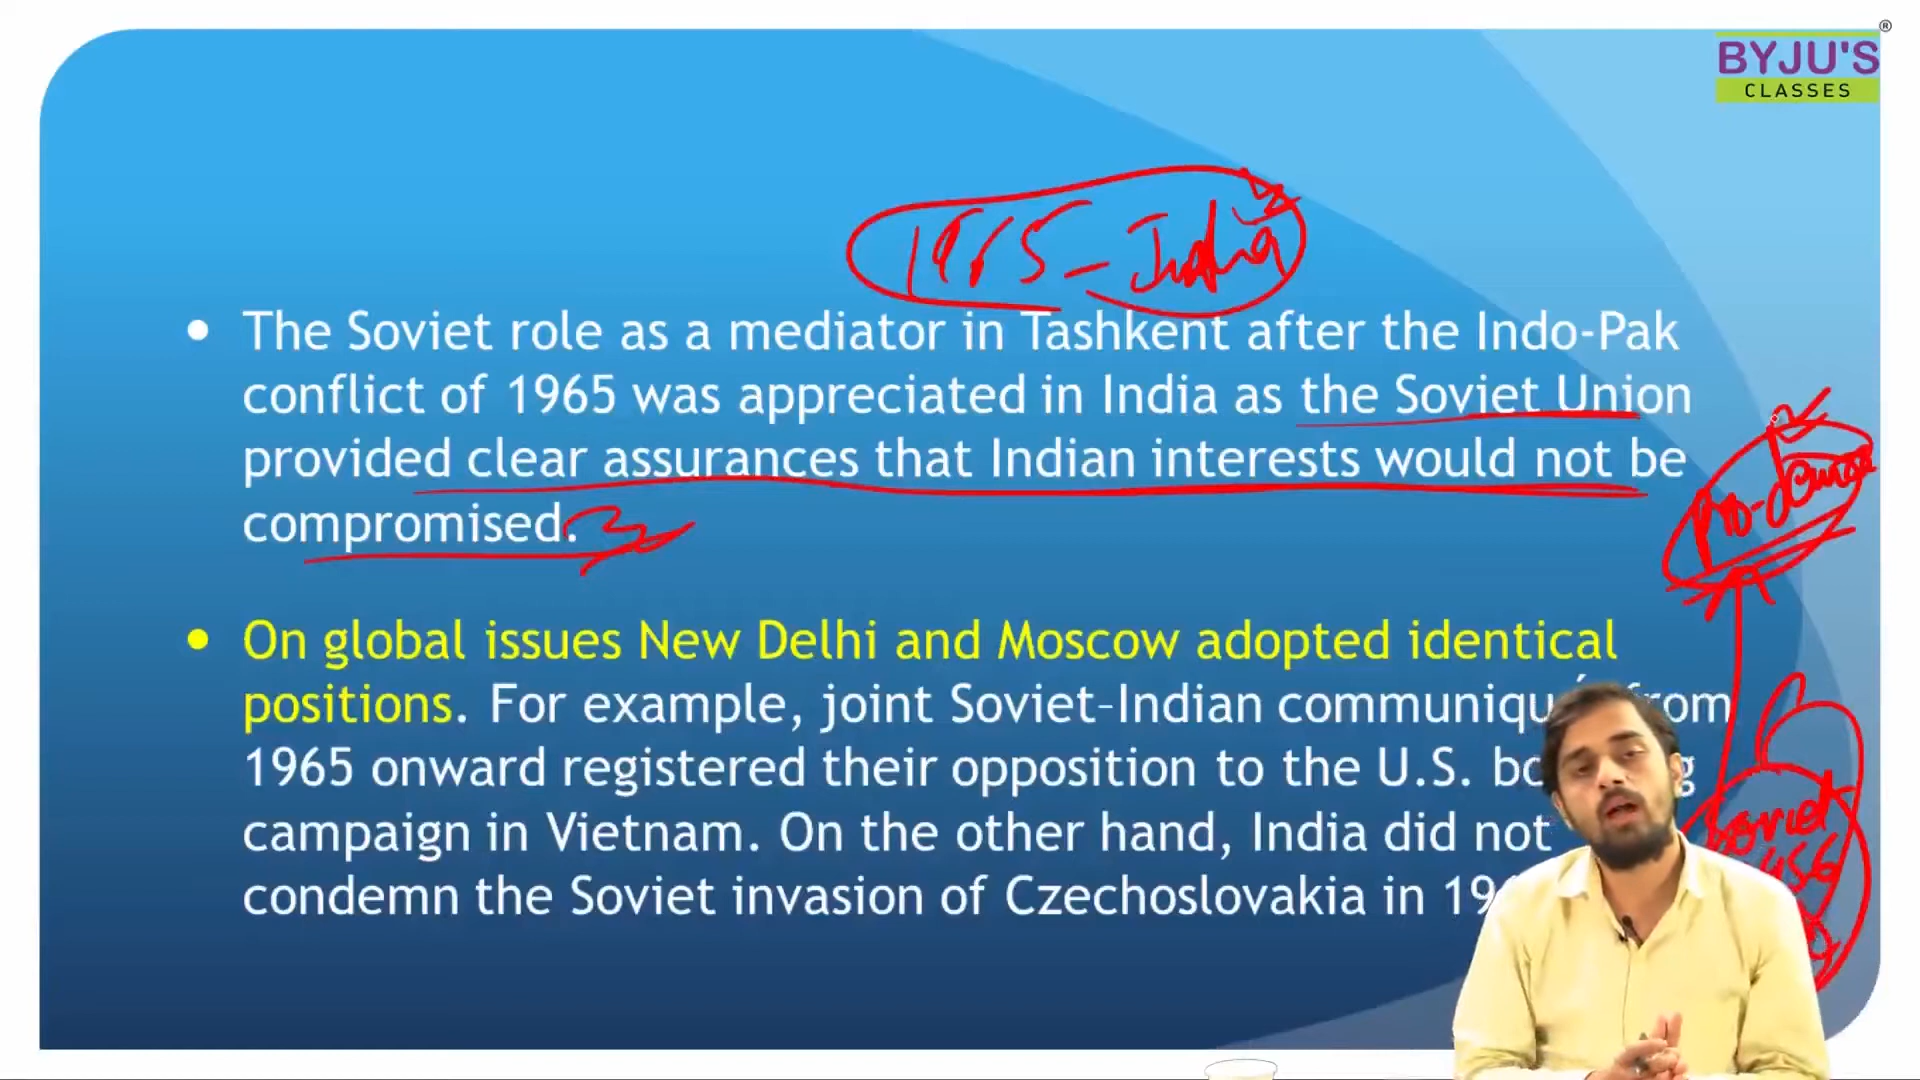 ®
BYJU'S
CLASSES
1965 - India
• The Soviet role as a mediator in Tashkent after the Indo-Pak
conflict of 1965 was appreciated in India as the Soviet Union
provided clear assurances that Indian interests would not be
compromised.
• On global issues New Delhi and Moscow adopted identical
positions. For example, joint Soviet–Indian from
1965 onward registered their opposition to the U.S.
campaign in Vietnam. On the other hand, India did not
condemn the Soviet invasion of Czechoslovakia in
Soviet